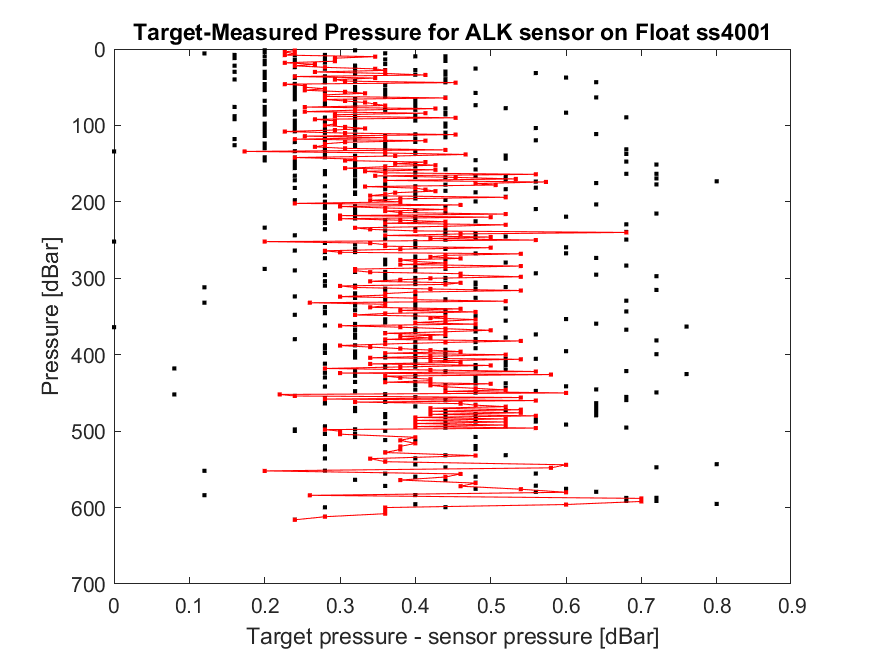 Target-Measured Pressure for ALK sensor on Float ss4001
0
100
200
300
400
500
600
700
Pressure [dBar]
0 0.1 0.2 0.3 0.4 0.5 0.6 0.7 0.8 0.9
Target pressure - sensor pressure [dBar]